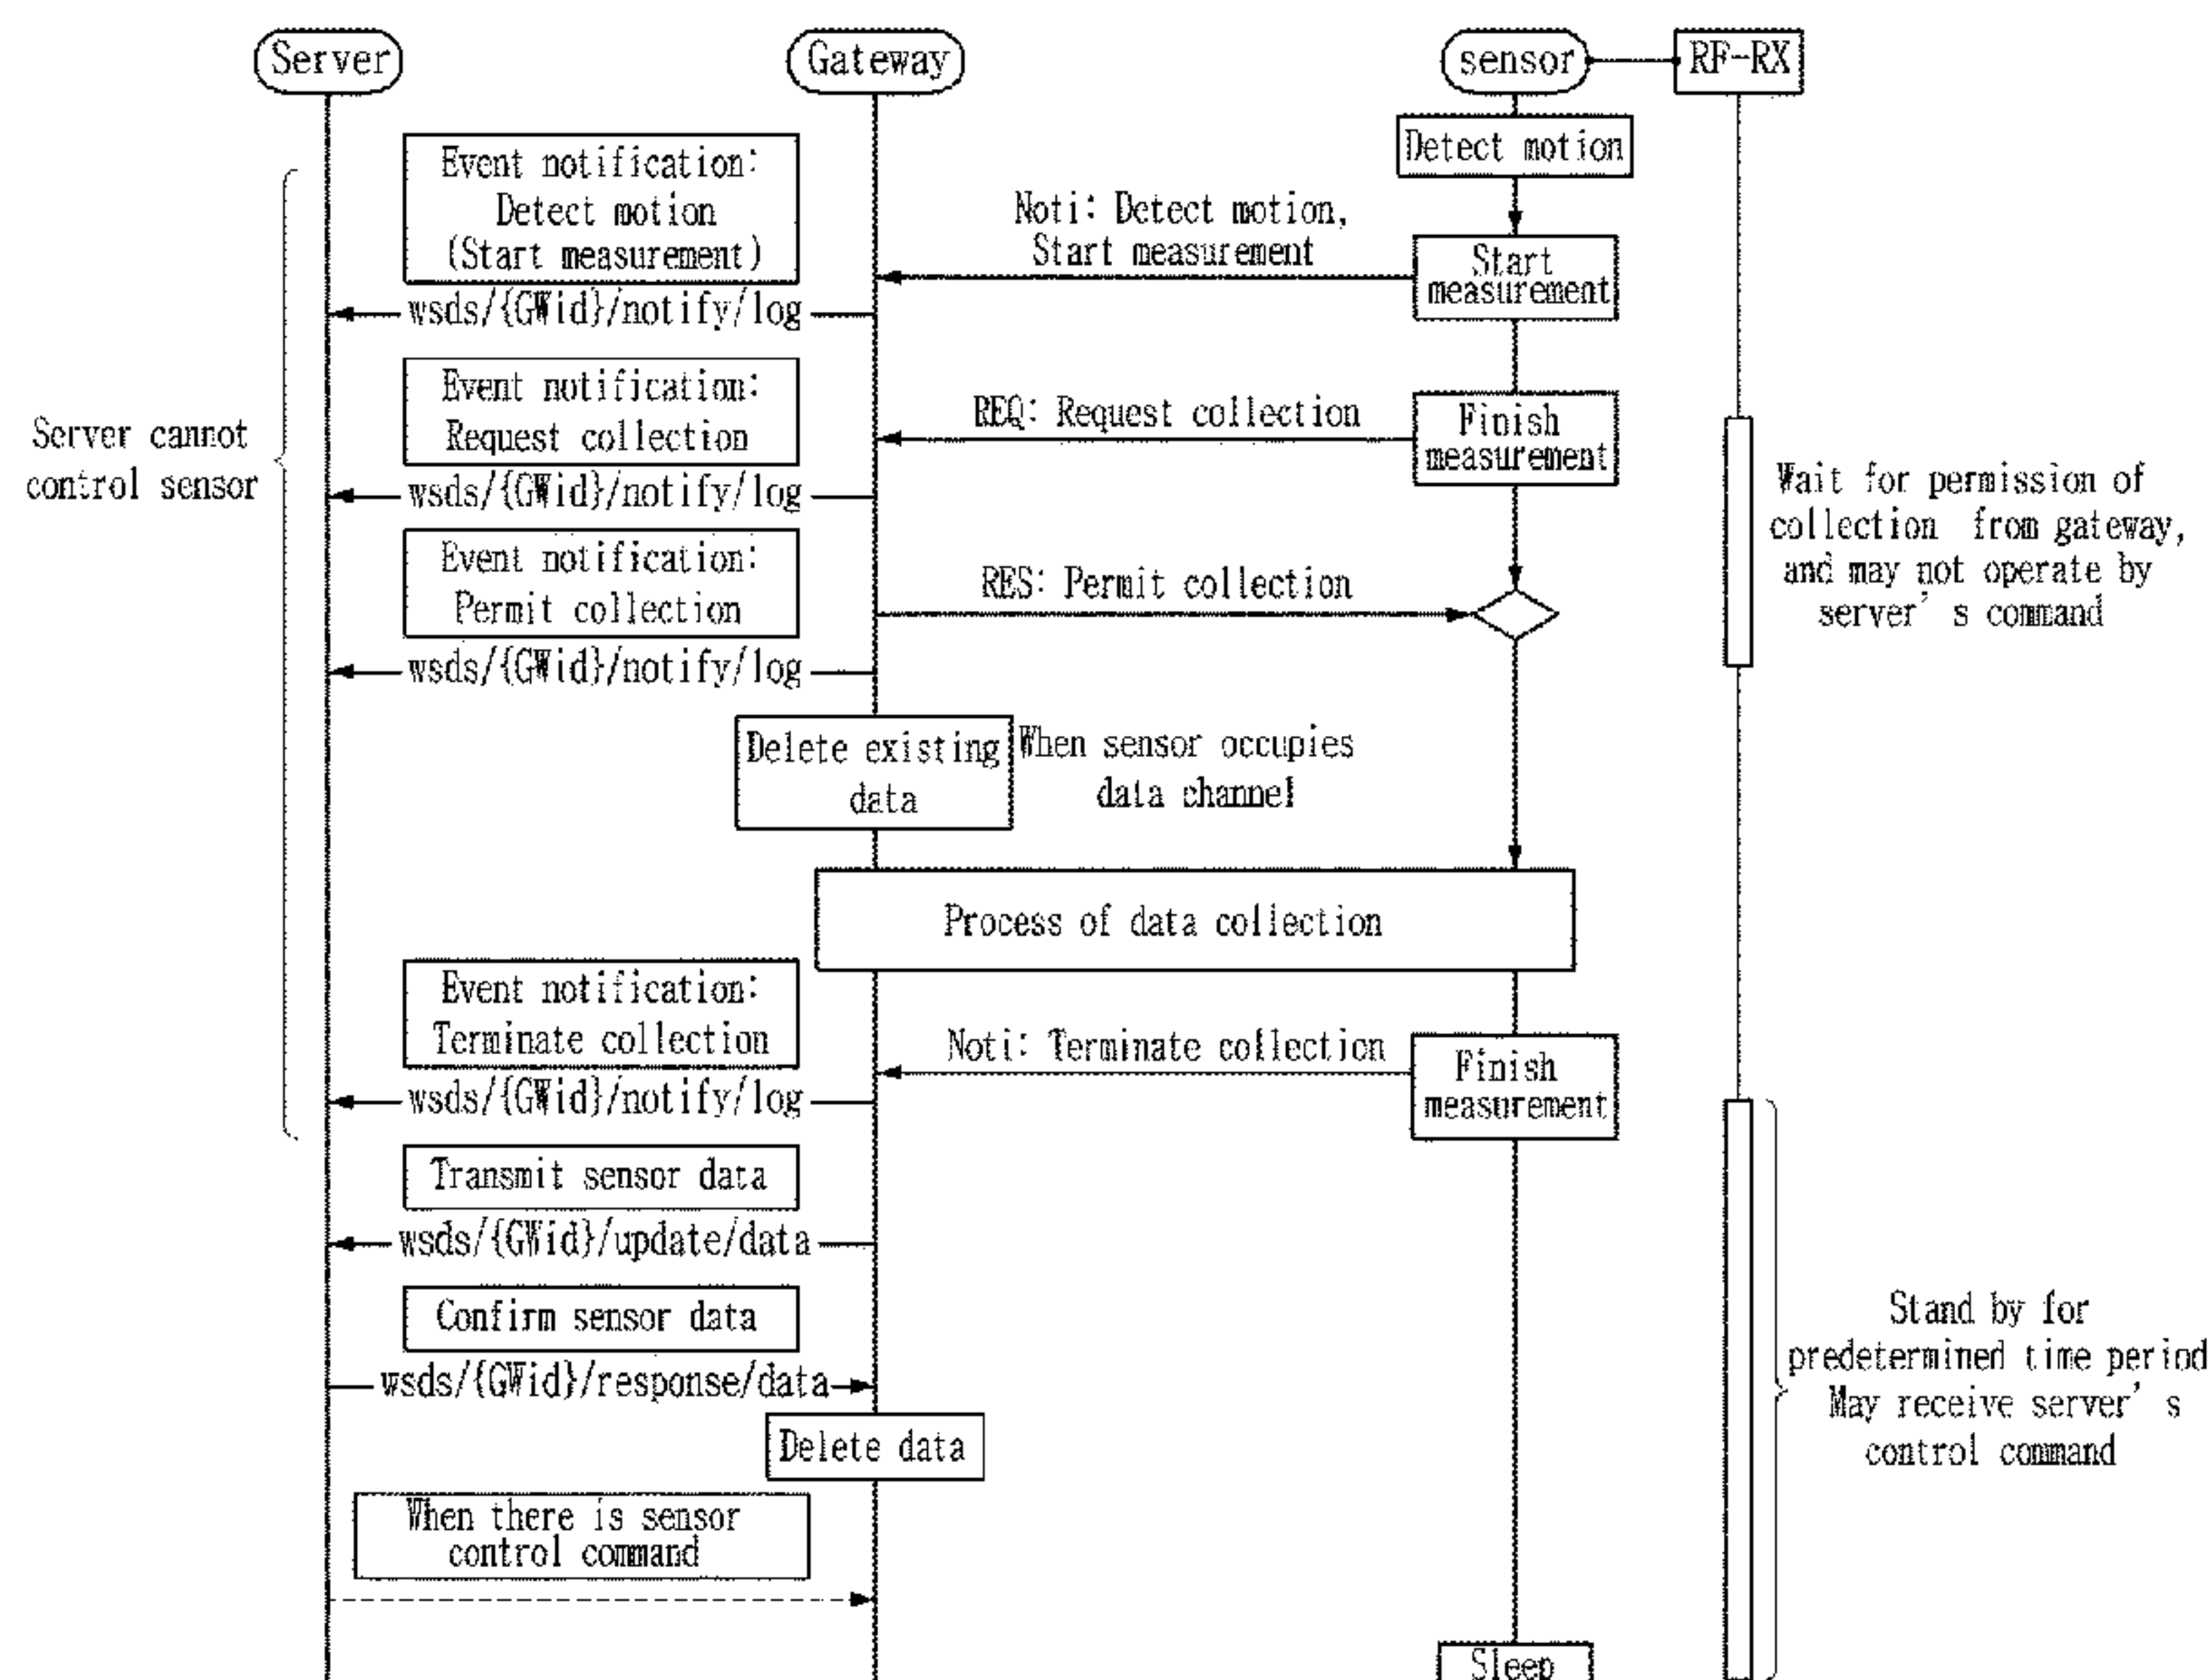 Server
Gateway
sensor
RF-RX
Detect motion
Event notification:
Detect motion
(Start measurement)
Noti: Detect motion,
Start measurement
Start
measurement
wsds/{GWid}/notify/log
Server cannot
control sensor
Event notification:
Request collection
REQ: Request collection
Finish
measurement
wsds/{GWid}/notify/log
Wait for permission of
collection from gateway,
and may not operate by
server's command
Event notification:
Permit collection
RES: Permit collection
wsds/{GWid}/notify/log
Delete existing
data
When sensor occupies
data channel
Process of data collection
Event notification:
Terminate collection
Noti: Terminate collection
Finish
measurement
wsds/{GWid}/notify/log
Transmit sensor data
wsds/{GWid}/update/data
Confirm sensor data
wsds/{GWid}/response/data
Stand by for
predetermined time period
May receive server's
control command
Delete data
When there is sensor
control command
Sleep